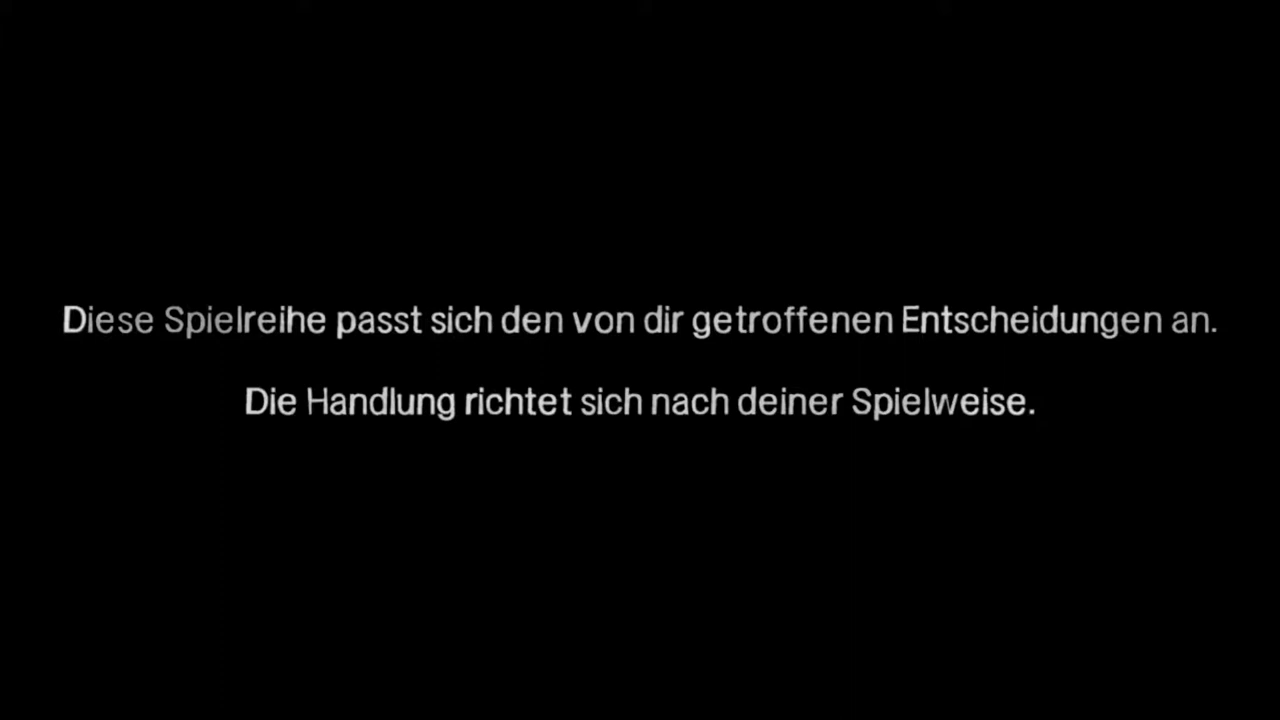 Diese Spielreihe passt sich den von dir getroffenen Entscheidungen an.
Die Handlung richtet sich nach deiner Spielweise.